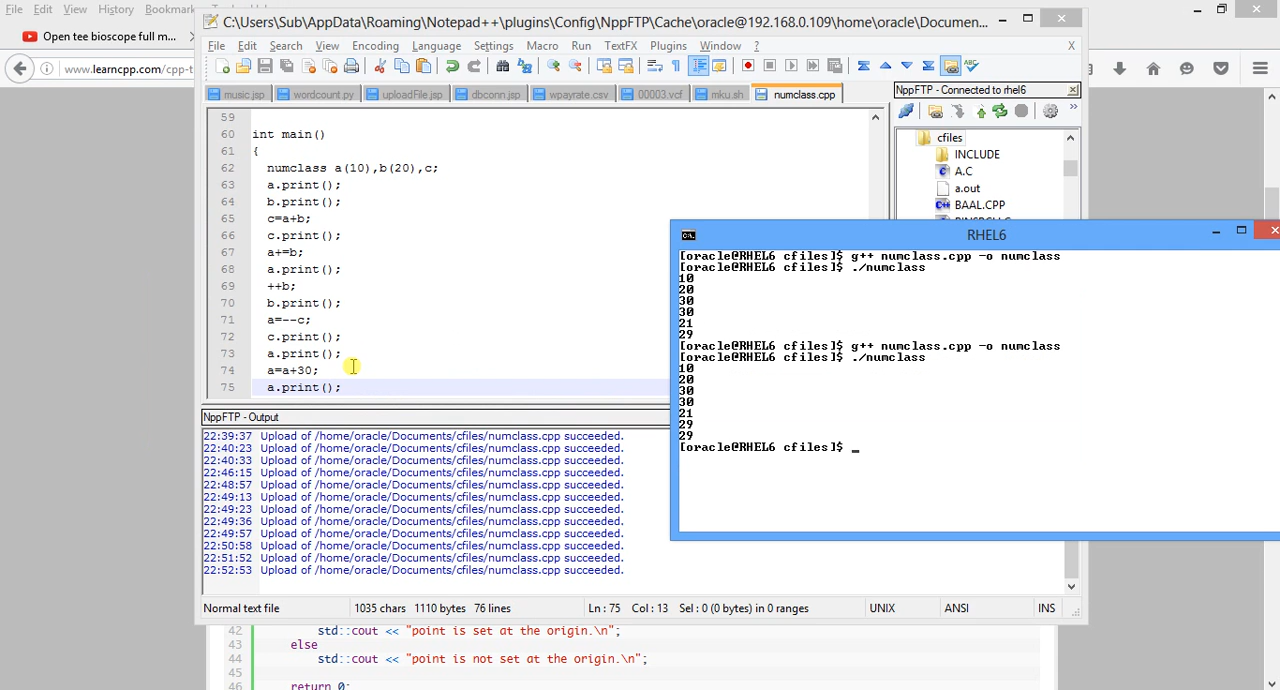 File Edit View History Bookmark
Open tee bioscope full m...
www.learncpp.com/cpp-t
C:\Users\Sub\AppData\Roaming\Notepad++\plugins\Config\NppFTP\Cache\oracle@192.168.0.109\home\oracle\Documen...
File Edit Search View Encoding Language Settings Macro Run TextFX Plugins Window ? X
music.jsp wordcount.py uploadFile.jsp dbconn.jsp wpayrate.csv 00003.vcf mku.sh numclass.cpp
NppFTP - Connected to rhel6
cfiles
INCLUDE
A.C
a.out
BAAL.CPP
59
60 int main()
61 {
62 numclass a(10),b(20),c;
63 a.print();
64 b.print();
65 c=a+b;
66 c.print();
67 a+=b;
68 a.print();
69 ++b;
70 b.print();
71 a=--c;
72 c.print();
73 a.print();
74 a=a+30;
75 a.print();
RHEL6
[oracle@RHEL6 cfiles]$ g++ numclass.cpp -o numclass
[oracle@RHEL6 cfiles]$ ./numclass
10
20
30
30
21
29
[oracle@RHEL6 cfiles]$ g++ numclass.cpp -o numclass
[oracle@RHEL6 cfiles]$ ./numclass
10
20
30
30
21
29
29
[oracle@RHEL6 cfiles]$ _
NppFTP - Output
22:39:37 Upload of /home/oracle/Documents/cfiles/numclass.cpp succeeded.
22:40:23 Upload of /home/oracle/Documents/cfiles/numclass.cpp succeeded.
22:40:33 Upload of /home/oracle/Documents/cfiles/numclass.cpp succeeded.
22:46:15 Upload of /home/oracle/Documents/cfiles/numclass.cpp succeeded.
22:48:57 Upload of /home/oracle/Documents/cfiles/numclass.cpp succeeded.
22:49:13 Upload of /home/oracle/Documents/cfiles/numclass.cpp succeeded.
22:49:23 Upload of /home/oracle/Documents/cfiles/numclass.cpp succeeded.
22:49:36 Upload of /home/oracle/Documents/cfiles/numclass.cpp succeeded.
22:49:57 Upload of /home/oracle/Documents/cfiles/numclass.cpp succeeded.
22:50:58 Upload of /home/oracle/Documents/cfiles/numclass.cpp succeeded.
22:51:52 Upload of /home/oracle/Documents/cfiles/numclass.cpp succeeded.
22:52:53 Upload of /home/oracle/Documents/cfiles/numclass.cpp succeeded.
Normal text file 1035 chars 1110 bytes 76 lines Ln : 75 Col : 13 Sel : 0 (0 bytes) in 0 ranges UNIX ANSI INS
42 std::cout << "point is set at the origin.\n";
43 else
44 std::cout << "point is not set at the origin.\n";
45
46 return 0;